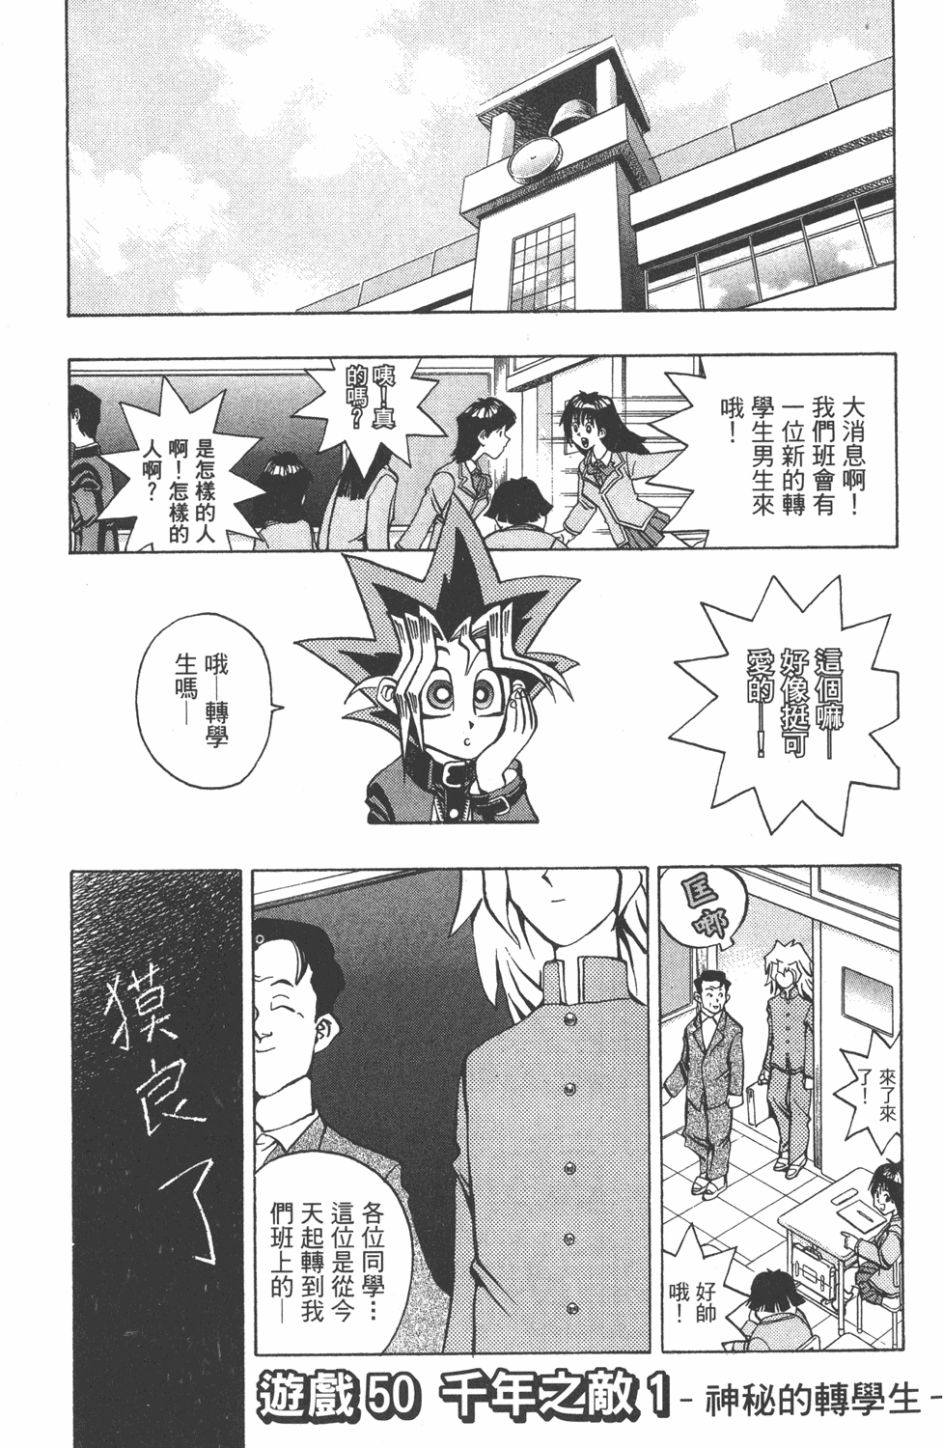 大消息啊!
我們班會有
一位新的轉
學生男生來
哦!
咦!真
的嗎?
是怎樣的人
啊!怎樣的
人啊?
這個嘛—
好像挺可
愛的——!
哦—轉學
生嗎—
匡啷
來了來
了!
好帥
哦!
各位同學…
這位是從今
天起轉到我
們班上的—
獏良了
遊戲50 千年之敵1 -神秘的轉學生-